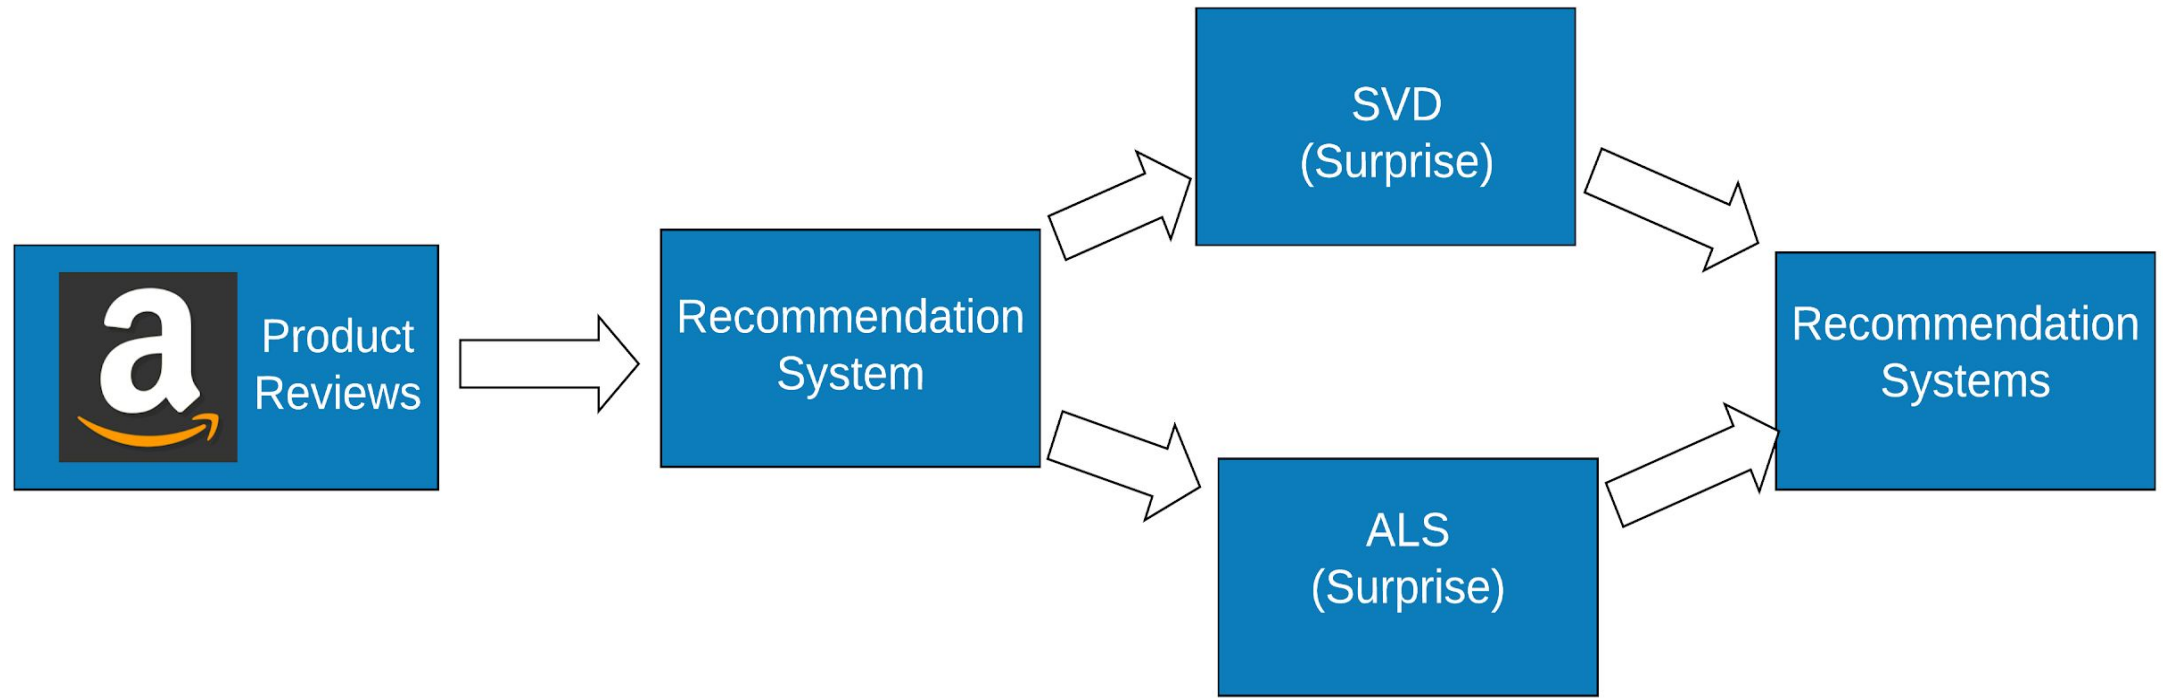 a
Product
Reviews
Recommendation
System
SVD
(Surprise)
ALS
(Surprise)
Recommendation
Systems